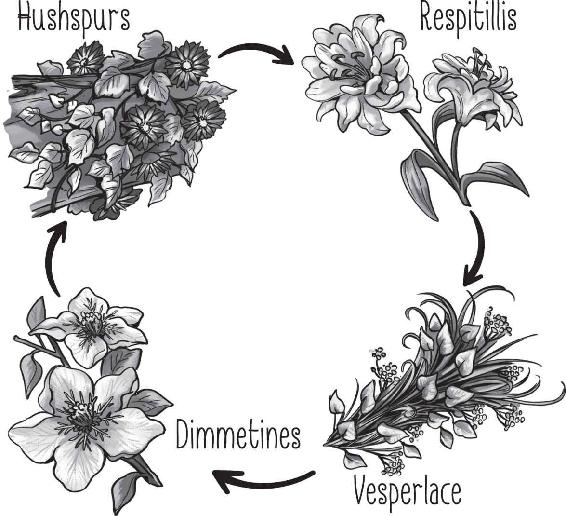 Hushspurs
Respitillis
Dimmetines
Vesperlace